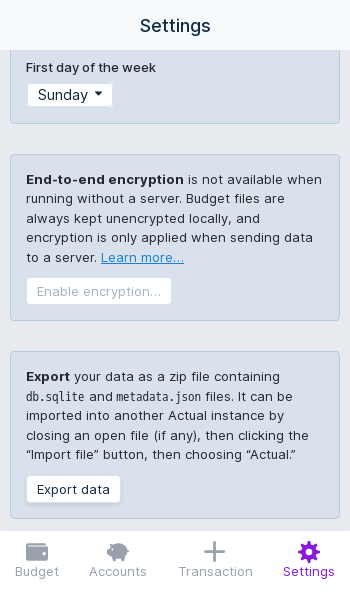 Settings
First day of the week
Sunday
End-to-end encryption is not available when
running without a server. Budget files are
always kept unencrypted locally, and
encryption is only applied when sending data
to a server. Learn more…
Enable encryption…
Export your data as a zip file containing
db.sqlite and metadata.json files. It can be
imported into another Actual instance by
closing an open file (if any), then clicking the
“Import file” button, then choosing “Actual.”
Export data
Budget Accounts Transaction Settings